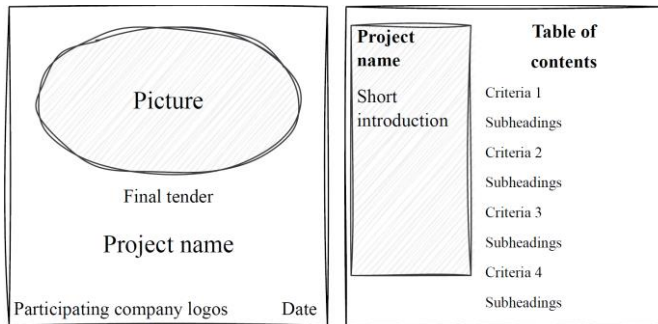 Picture
Final tender
Project name
Participating company logos Date
Project
name
Short
introduction
Table of
contents
Criteria 1
Subheadings
Criteria 2
Subheadings
Criteria 3
Subheadings
Criteria 4
Subheadings